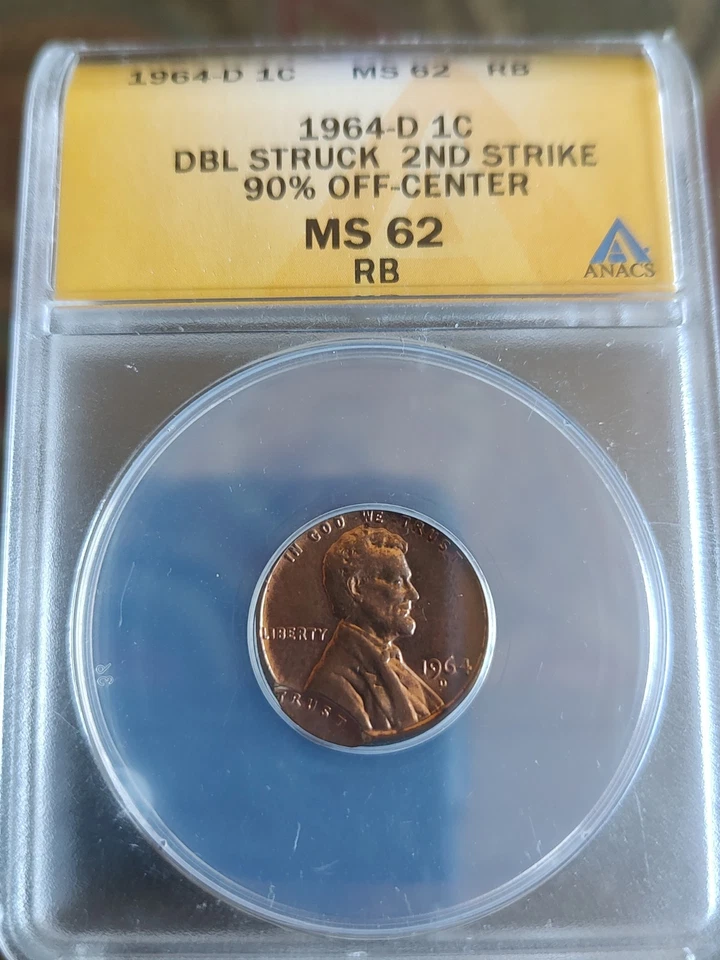 1964-D 1C MS 62 RB
1964-D 1C
DBL STRUCK 2ND STRIKE
90% OFF-CENTER
MS 62
RB
ANACS
IN GOD WE TRUS
LIBERTY
1964
D
TRUST